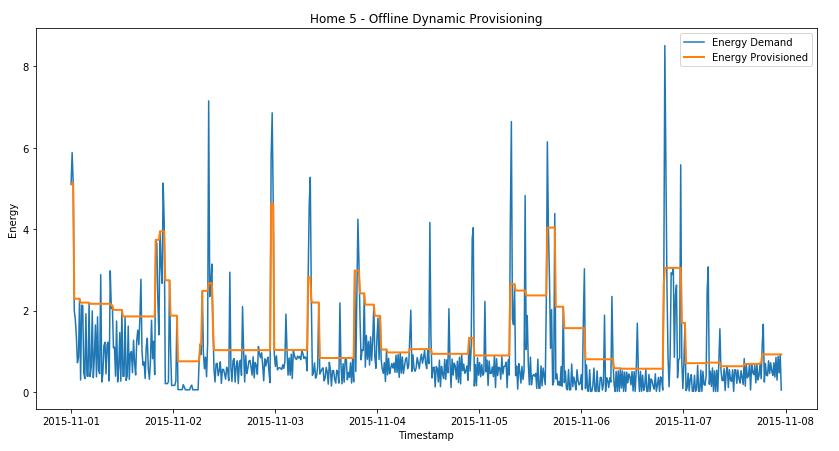 Home 5 - Offline Dynamic Provisioning
Energy Demand
Energy Provisioned
8
6
4
2
0
Energy
2015-11-01
2015-11-02
2015-11-03
2015-11-04
2015-11-05
2015-11-06
2015-11-07
2015-11-08
Timestamp